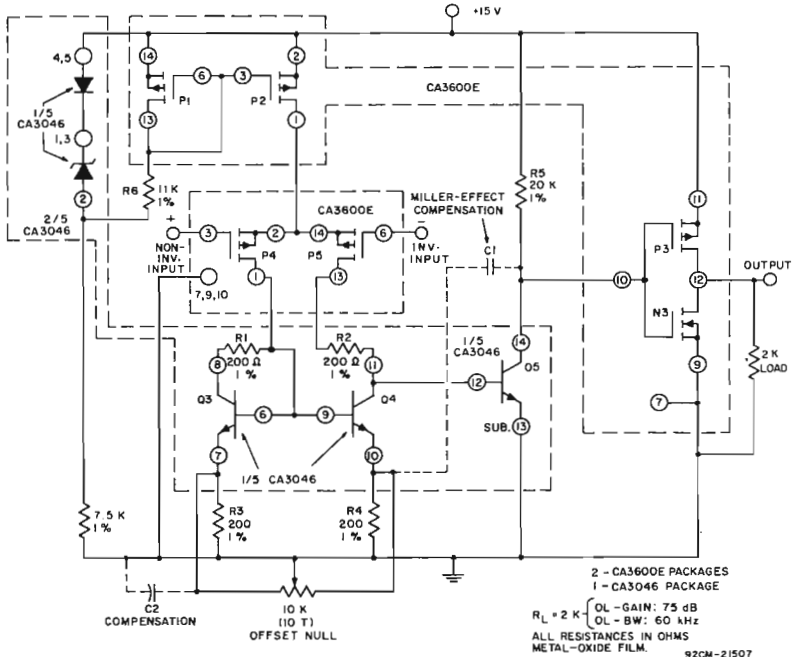 +15 V
14
2
4,5
6
3
P1
P2
CA3600E
1/5
CA3046
13
1
1,3
2
R6
11 K
1%
2/5
CA3046
R5
20 K
1%
MILLER-EFFECT
COMPENSATION
C1
CA3600E
+
3
2
14
6
−
NON-
INV.
INPUT
P4
P5
INV.
INPUT
1
13
7,9,10
11
P3
10
12
OUTPUT
N3
9
7
2 K
LOAD
R1
200 Ω
1%
R2
200 Ω
1%
1/5
CA3046
14
8
11
12
Q5
Q3
6
9
Q4
SUB.
13
7
10
1/5 CA3046
7.5 K
1%
R3
200
1%
R4
200
1%
C2
COMPENSATION
10 K
(10 T)
OFFSET NULL
2 - CA3600E PACKAGES
1 - CA3046 PACKAGE
RL = 2 K { OL-GAIN: 75 dB
OL-BW: 60 kHz
ALL RESISTANCES IN OHMS
METAL-OXIDE FILM.
92CM-21507